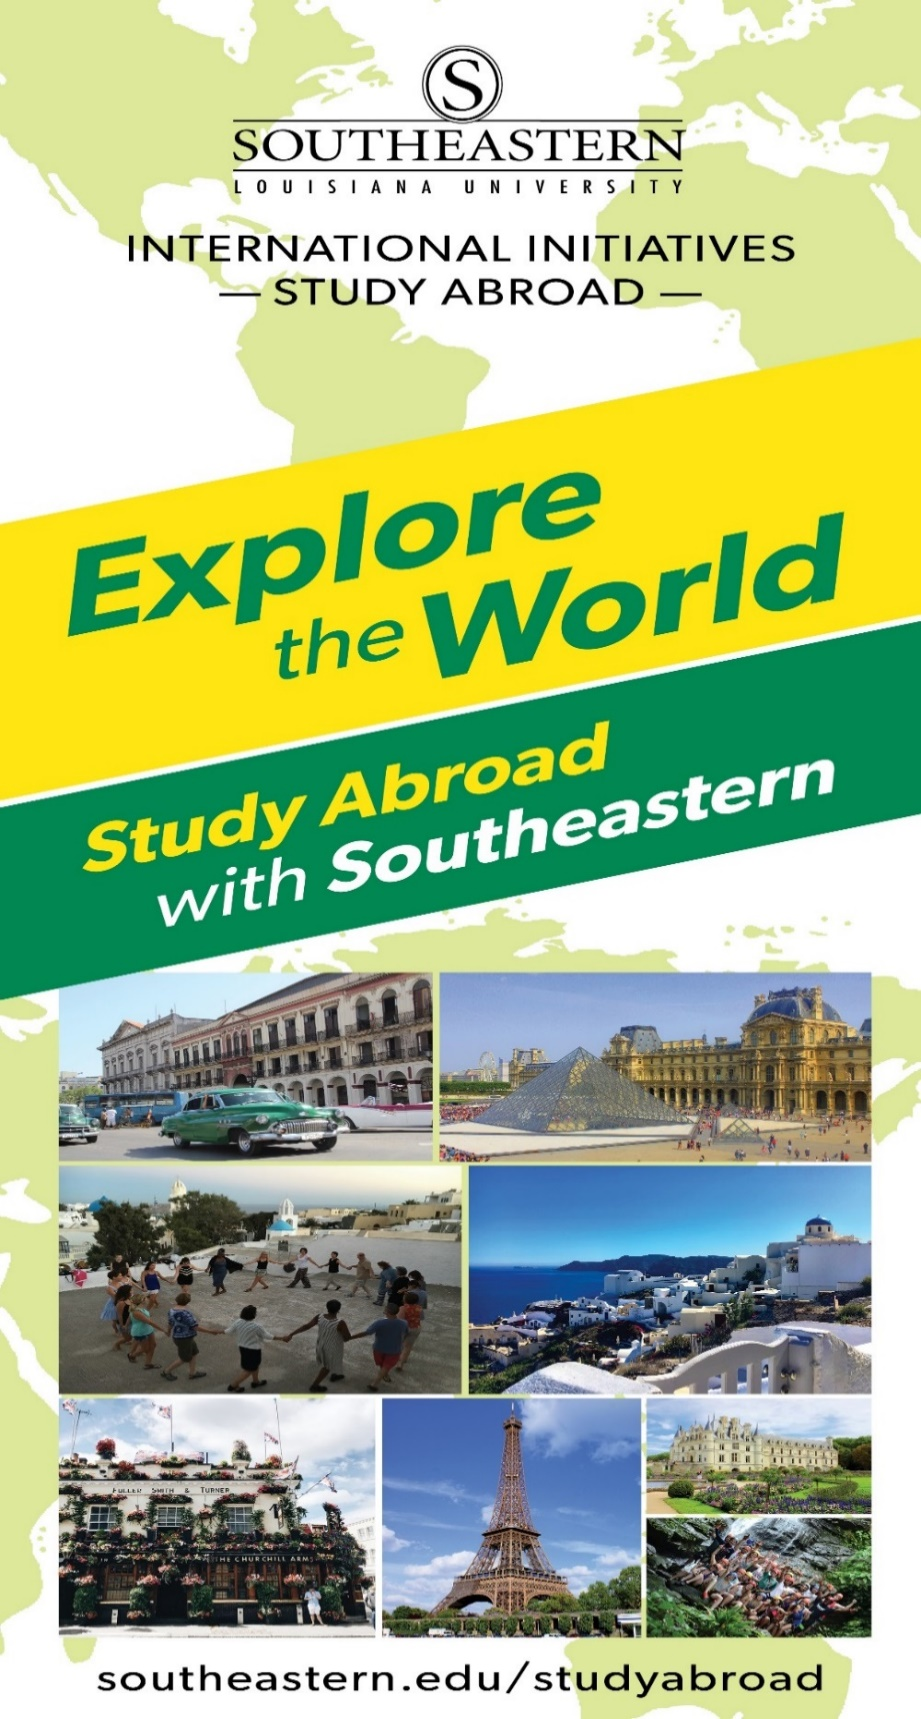 S
SOUTHEASTERN
LOUISIANA UNIVERSITY
INTERNATIONAL INITIATIVES
— STUDY ABROAD —
Explore
the World
Study Abroad
with Southeastern
FULLER SMITH & TURNER
THE CHURCHILL ARMS
southeastern.edu/studyabroad